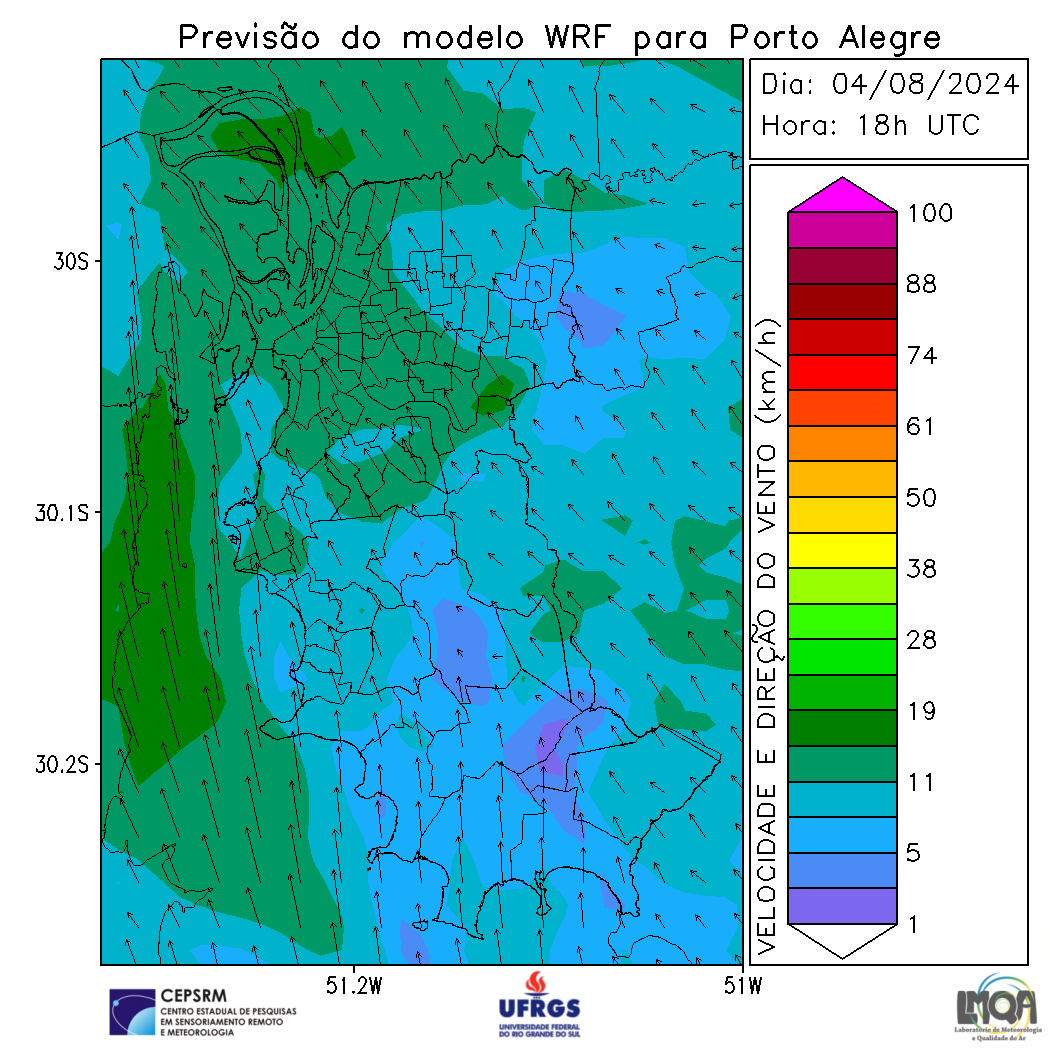 Previsão do modelo WRF para Porto Alegre
Dia: 04/08/2024
Hora: 18h UTC
30S
30.1S
30.2S
51.2W
51W
VELOCIDADE E DIREÇÃO DO VENTO (km/h)
100
88
74
61
50
38
28
19
11
5
1
CEPSRM
CENTRO ESTADUAL DE PESQUISAS
EM SENSORIAMENTO REMOTO
E METEOROLOGIA
UFRGS
UNIVERSIDADE FEDERAL
DO RIO GRANDE DO SUL
LMQA
Laboratório de Meteorologia
e Qualidade do Ar